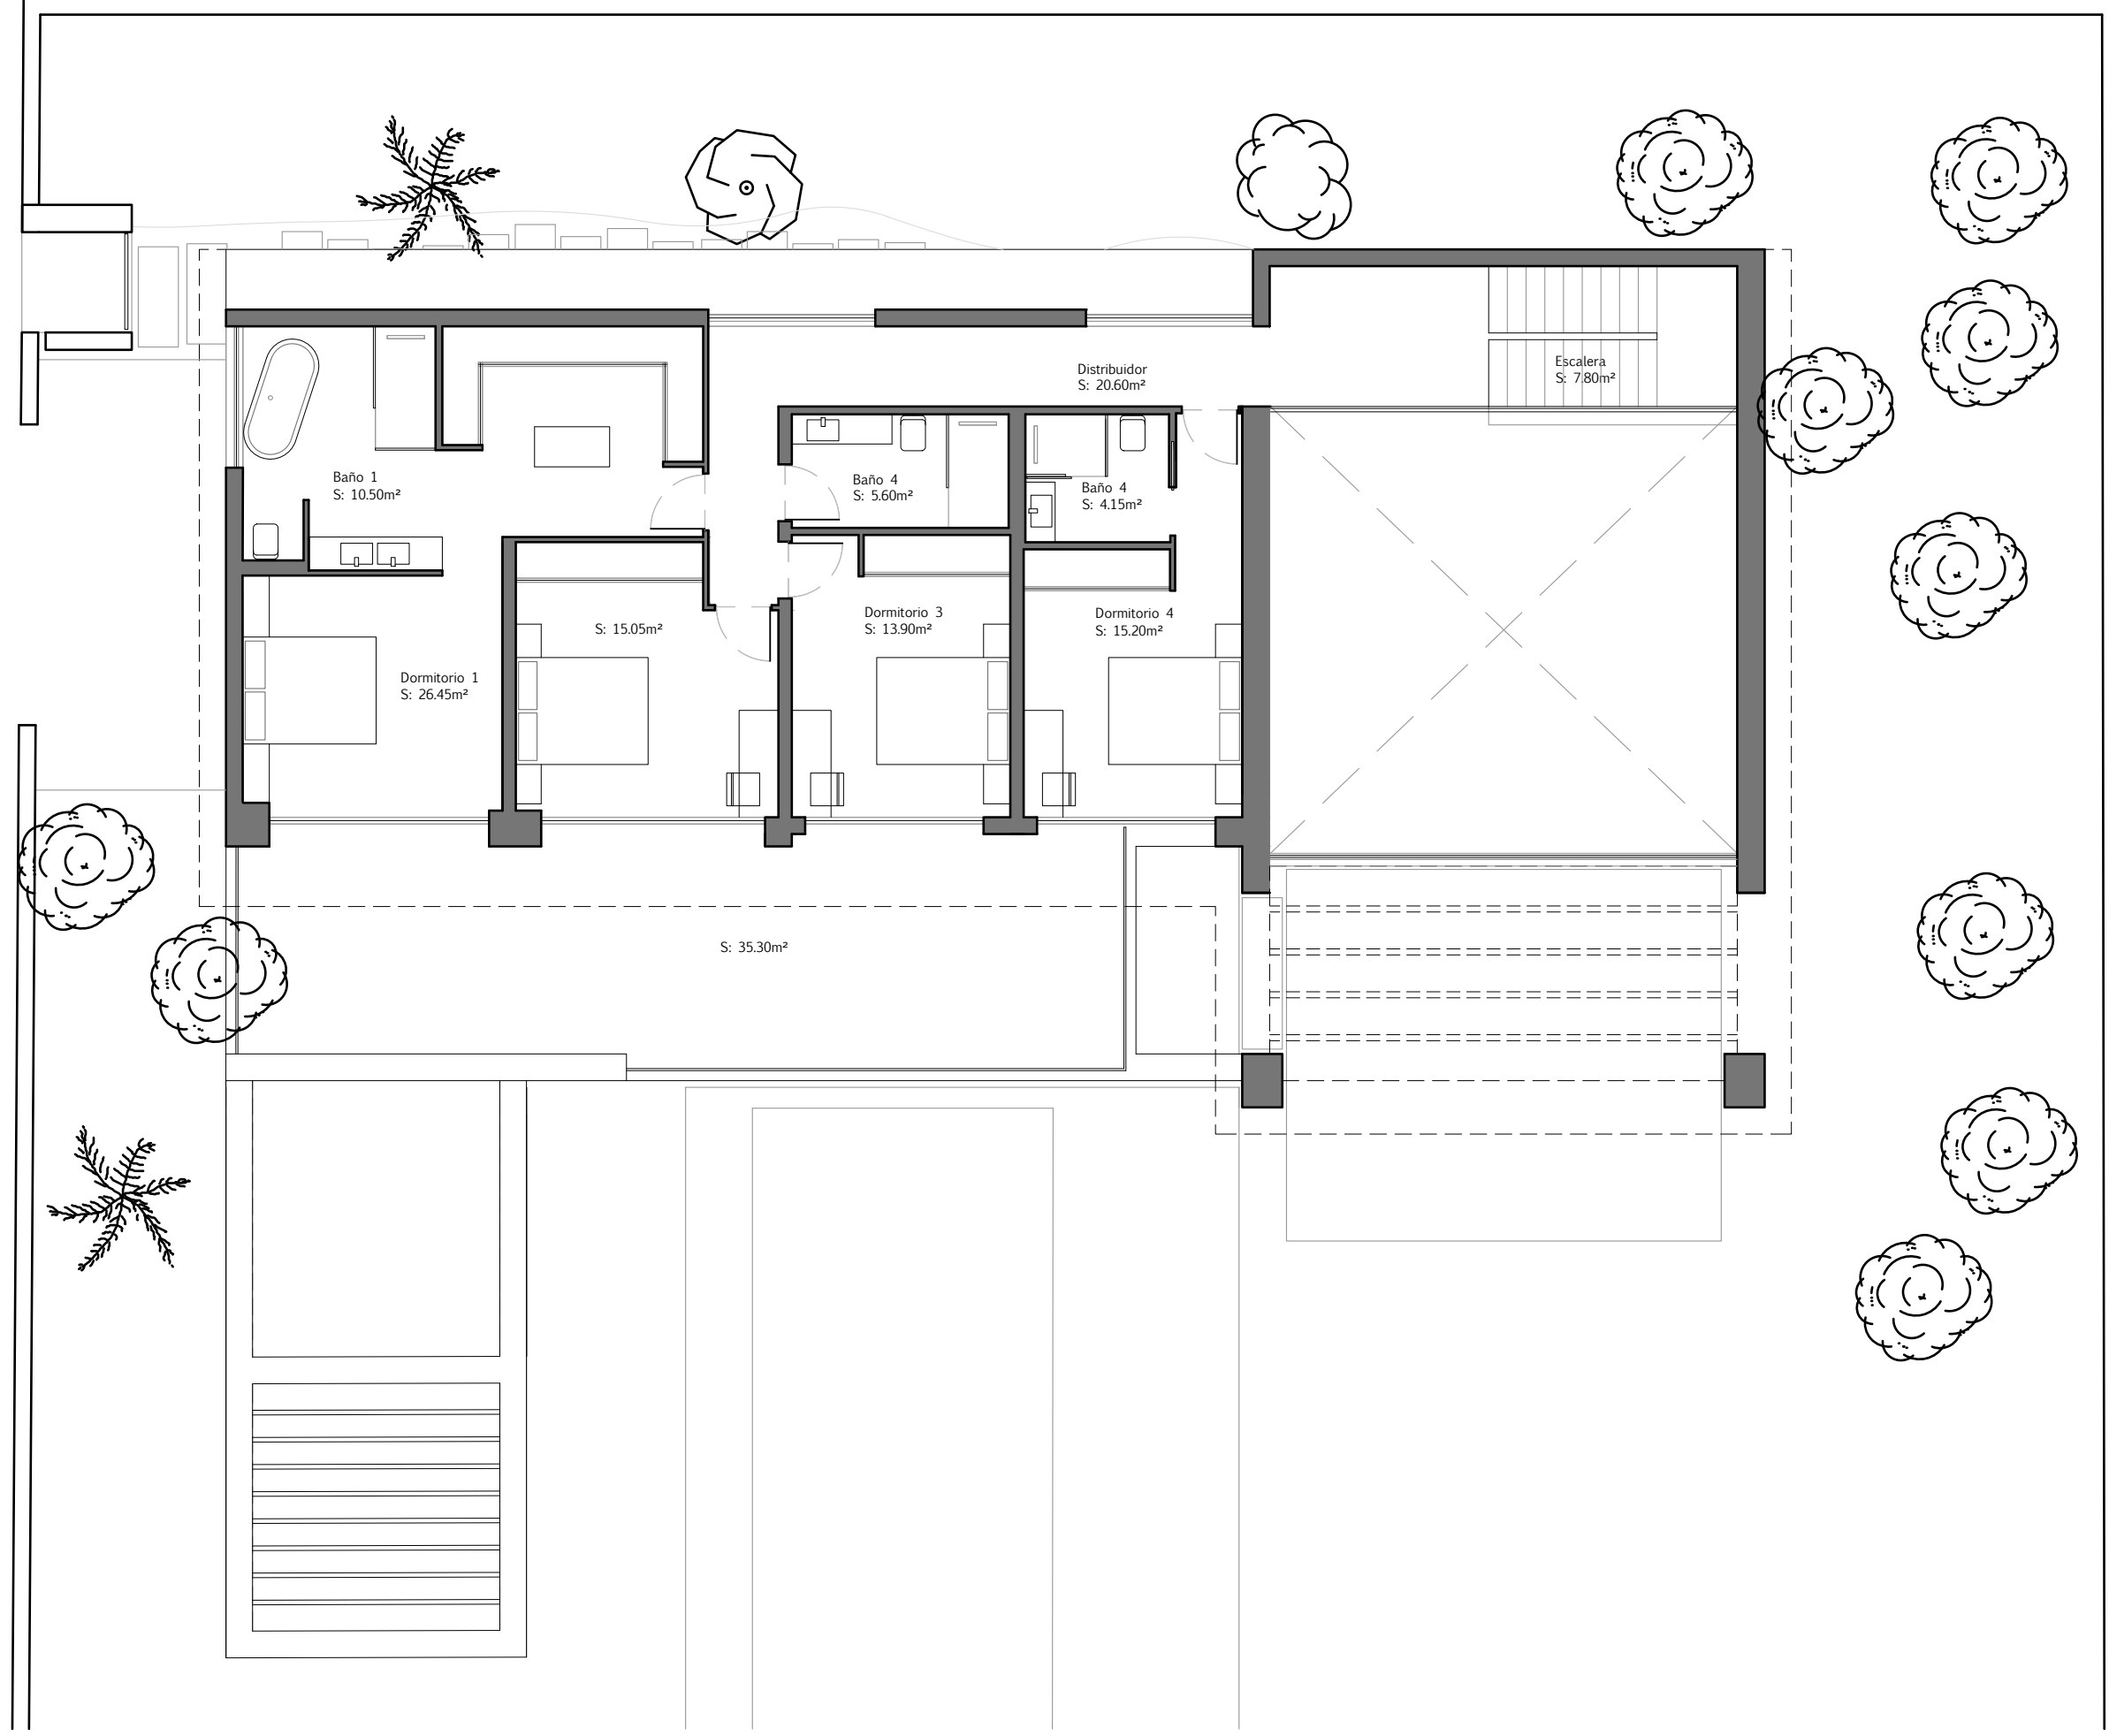 Distribuidor
S: 20.60m²
Escalera
S: 7.80m²
Baño 1
S: 10.50m²
Baño 4
S: 5.60m²
Baño 4
S: 4.15m²
S: 15.05m²
Dormitorio 3
S: 13.90m²
Dormitorio 4
S: 15.20m²
Dormitorio 1
S: 26.45m²
S: 35.30m²